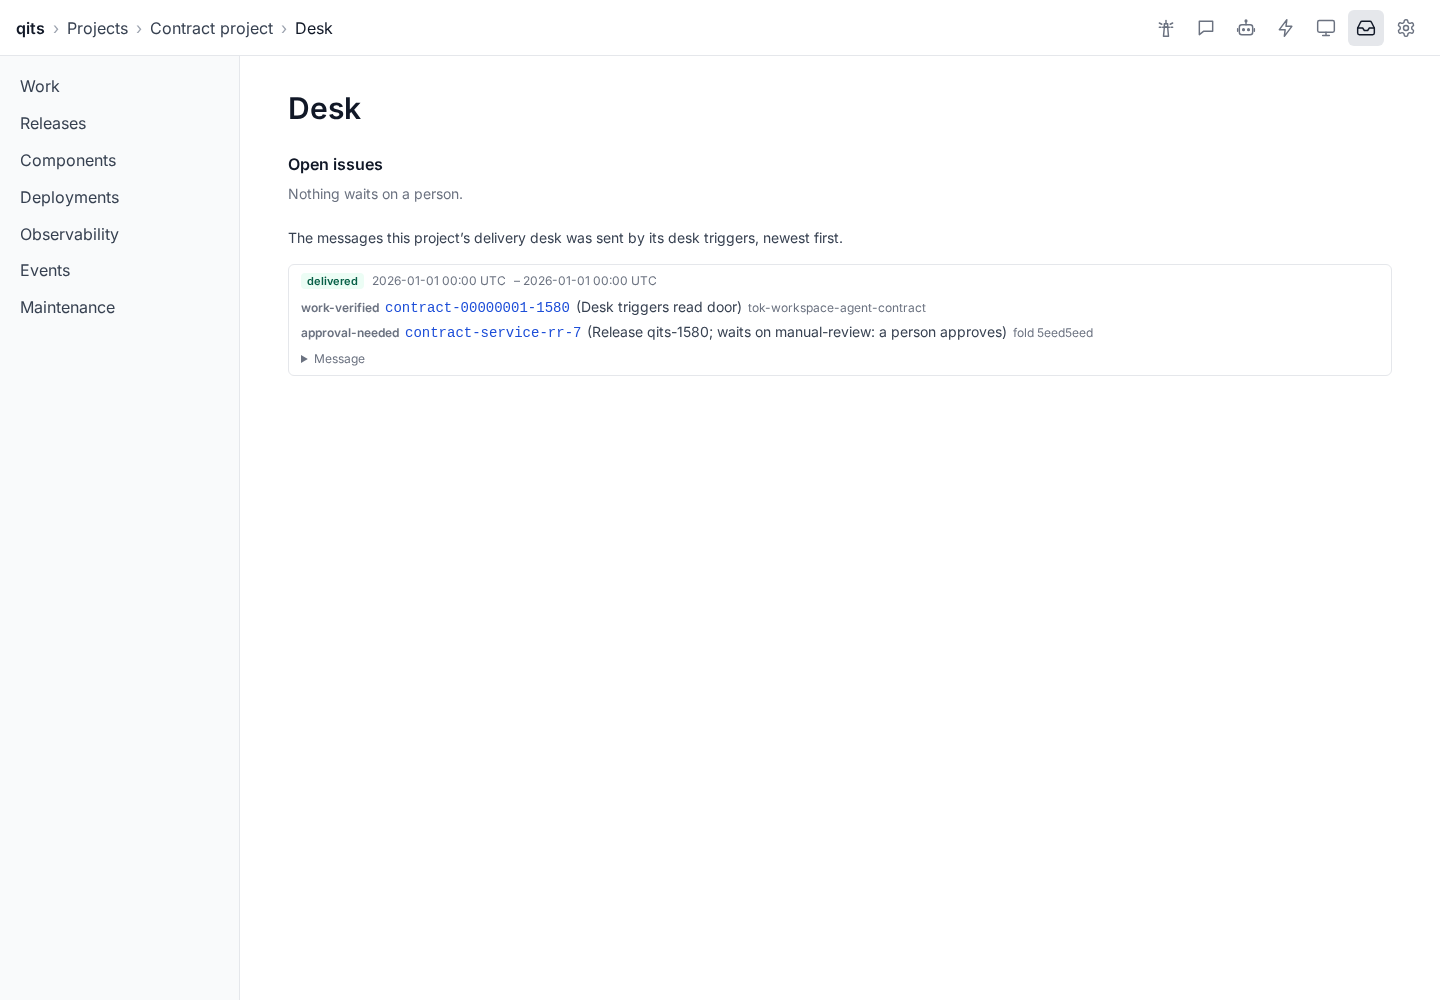 qits › Projects › Contract project › Desk
Work
Releases
Components
Deployments
Observability
Events
Maintenance
Desk
Open issues
Nothing waits on a person.
The messages this project’s delivery desk was sent by its desk triggers, newest first.
delivered 2026-01-01 00:00 UTC – 2026-01-01 00:00 UTC
work-verified contract-00000001-1580 (Desk triggers read door) tok-workspace-agent-contract
approval-needed contract-service-rr-7 (Release qits-1580; waits on manual-review: a person approves) fold 5eed5eed
Message